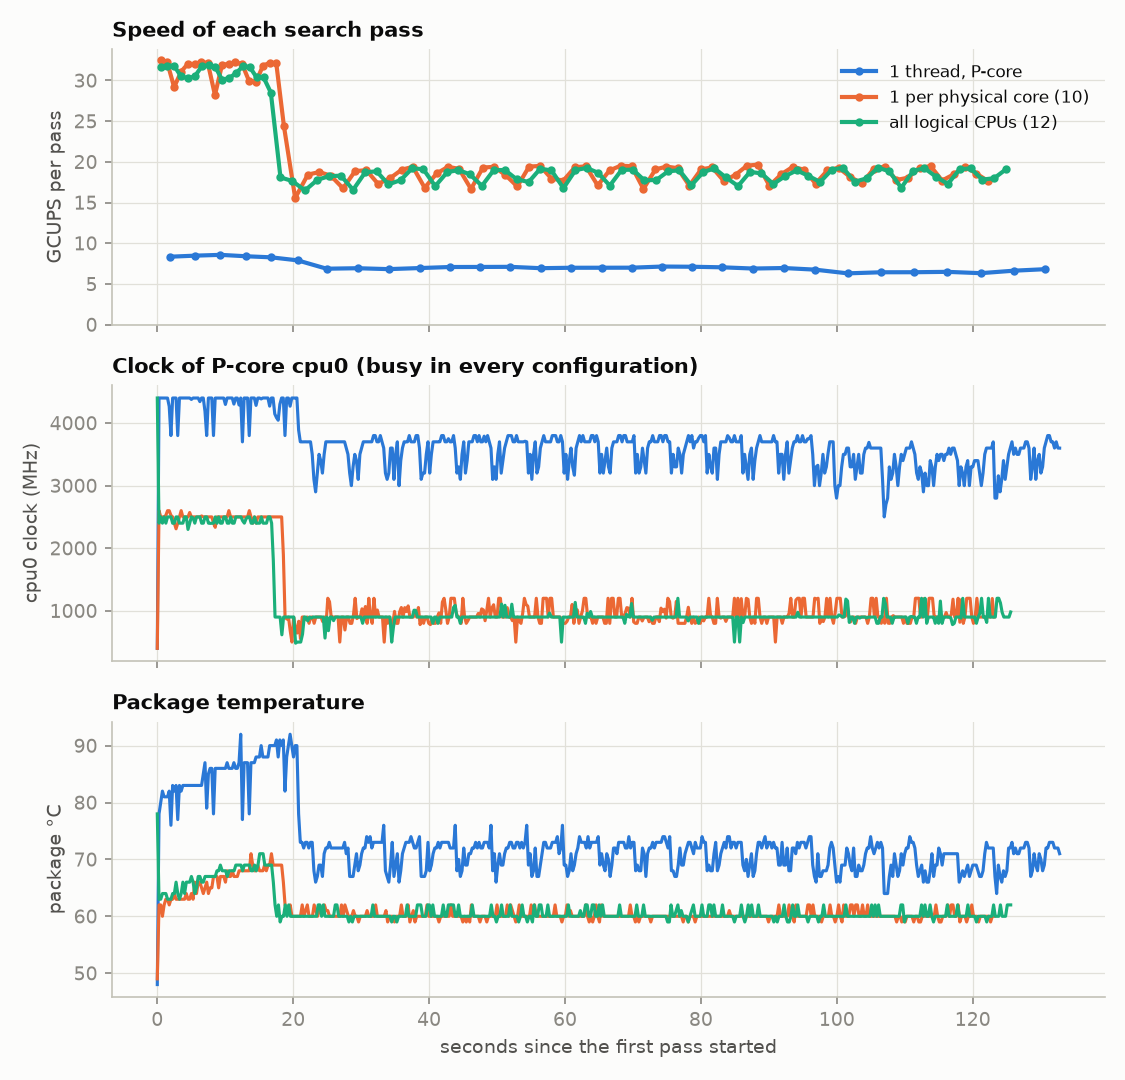 Speed of each search pass
GCUPS per pass
30
25
20
15
10
5
0
1 thread, P-core
1 per physical core (10)
all logical CPUs (12)
Clock of P-core cpu0 (busy in every configuration)
cpu0 clock (MHz)
4000
3000
2000
1000
Package temperature
package °C
90
80
70
60
50
0 20 40 60 80 100 120
seconds since the first pass started